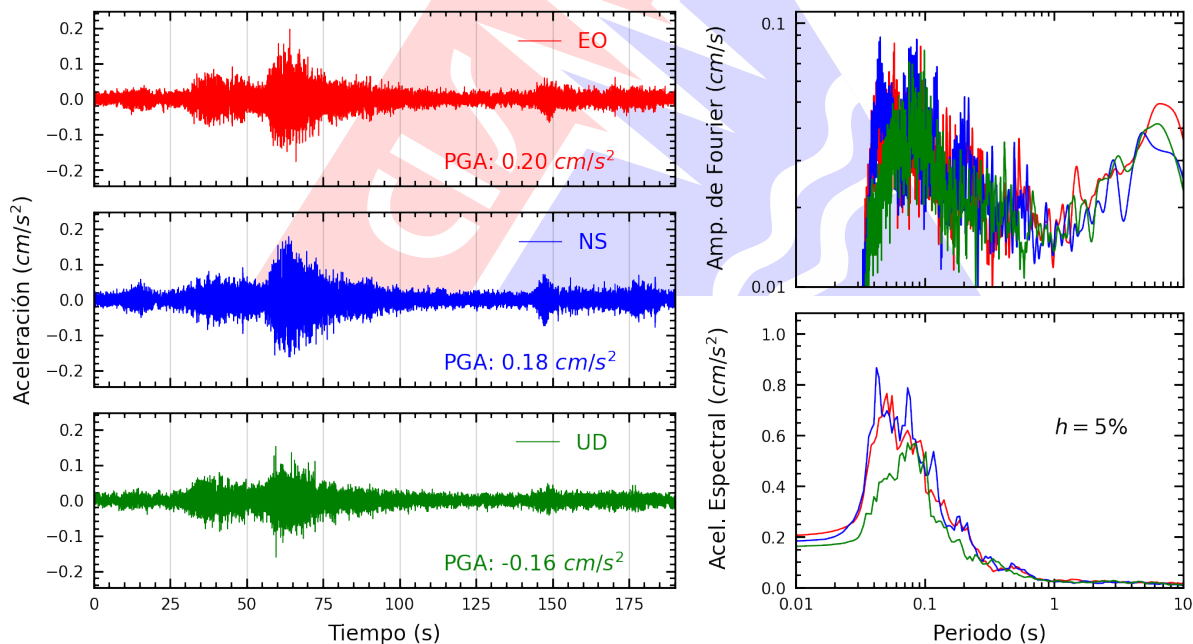 Aceleración (cm/s²)
0.2
0.1
0.0
−0.1
−0.2
EO
PGA: 0.20 cm/s²
0.2
0.1
0.0
−0.1
−0.2
NS
PGA: 0.18 cm/s²
0.2
0.1
0.0
−0.1
−0.2
UD
PGA: -0.16 cm/s²
0 25 50 75 100 125 150 175
Tiempo (s)
Amp. de Fourier (cm/s)
0.1
0.01
Acel. Espectral (cm/s²)
1.0
0.8
0.6
0.4
0.2
0.0
h = 5%
0.01 0.1 1 10
Periodo (s)